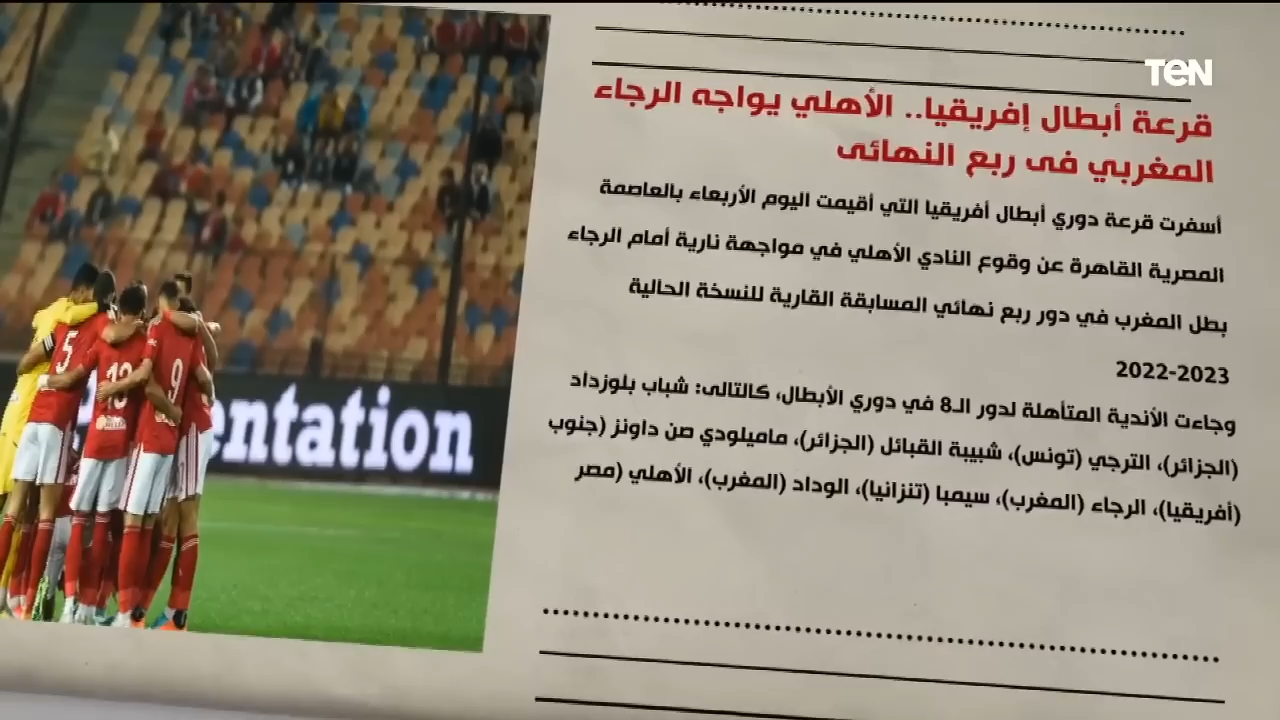 TEN
قرعة أبطال إفريقيا.. الأهلي يواجه الرجاء
المغربي فى ربع النهائى
أسفرت قرعة دوري أبطال أفريقيا التي أقيمت اليوم الأربعاء بالعاصمة
المصرية القاهرة عن وقوع النادي الأهلي في مواجهة نارية أمام الرجاء
بطل المغرب في دور ربع نهائي المسابقة القارية للنسخة الحالية
2022-2023
وجاءت الأندية المتأهلة لدور الـ8 في دوري الأبطال، كالتالى: شباب بلوزداد
(الجزائر)، الترجي (تونس)، شبيبة القبائل (الجزائر)، ماميلودي صن داونز (جنوب
أفريقيا)، الرجاء (المغرب)، سيمبا (تنزانيا)، الوداد (المغرب)، الأهلي (مصر
entation
5
9